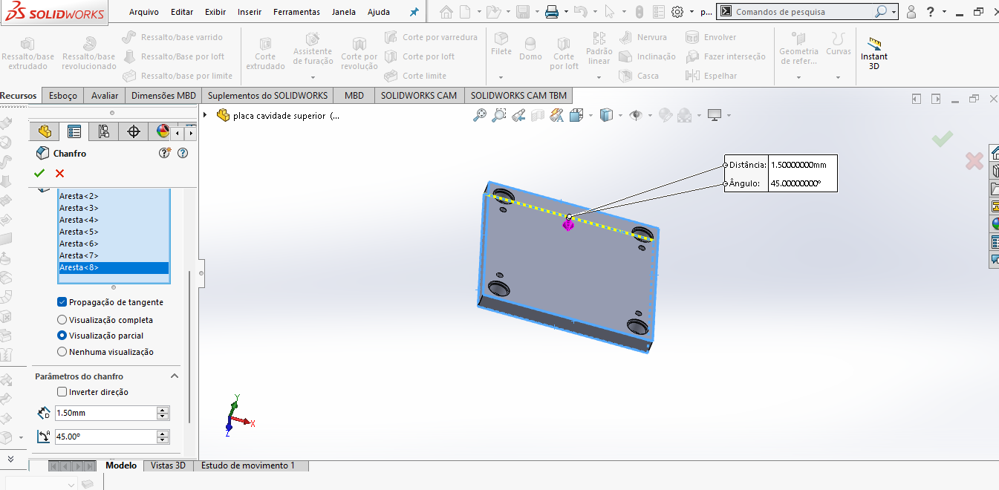 SOLIDWORKS
Arquivo Editar Exibir Inserir Ferramentas Janela Ajuda
p...
Comandos de pesquisa
Ressalto/base extrudado
Ressalto/base revolucionado
Ressalto/base varrido
Ressalto/Base por loft
Ressalto/base por limite
Corte extrudado
Assistente de furação
Corte por revolução
Corte por varredura
Corte por loft
Corte limite
Filete
Domo
Corte por loft
Padrão linear
Nervura
Inclinação
Casca
Envolver
Fazer interseção
Espelhar
Geometria de refer...
Curvas
Instant 3D
Recursos Esboço Avaliar Dimensões MBD Suplementos do SOLIDWORKS MBD SOLIDWORKS CAM SOLIDWORKS CAM TBM
placa cavidade superior (...
Chanfro
Aresta<2>
Aresta<3>
Aresta<4>
Aresta<5>
Aresta<6>
Aresta<7>
Aresta<8>
Propagação de tangente
Visualização completa
Visualização parcial
Nenhuma visualização
Parâmetros do chanfro
Inverter direção
D
1.50mm
A
45.00º
Distância: 1.50000000mm
Ângulo: 45.00000000º
Y
X
Z
Modelo Vistas 3D Estudo de movimento 1